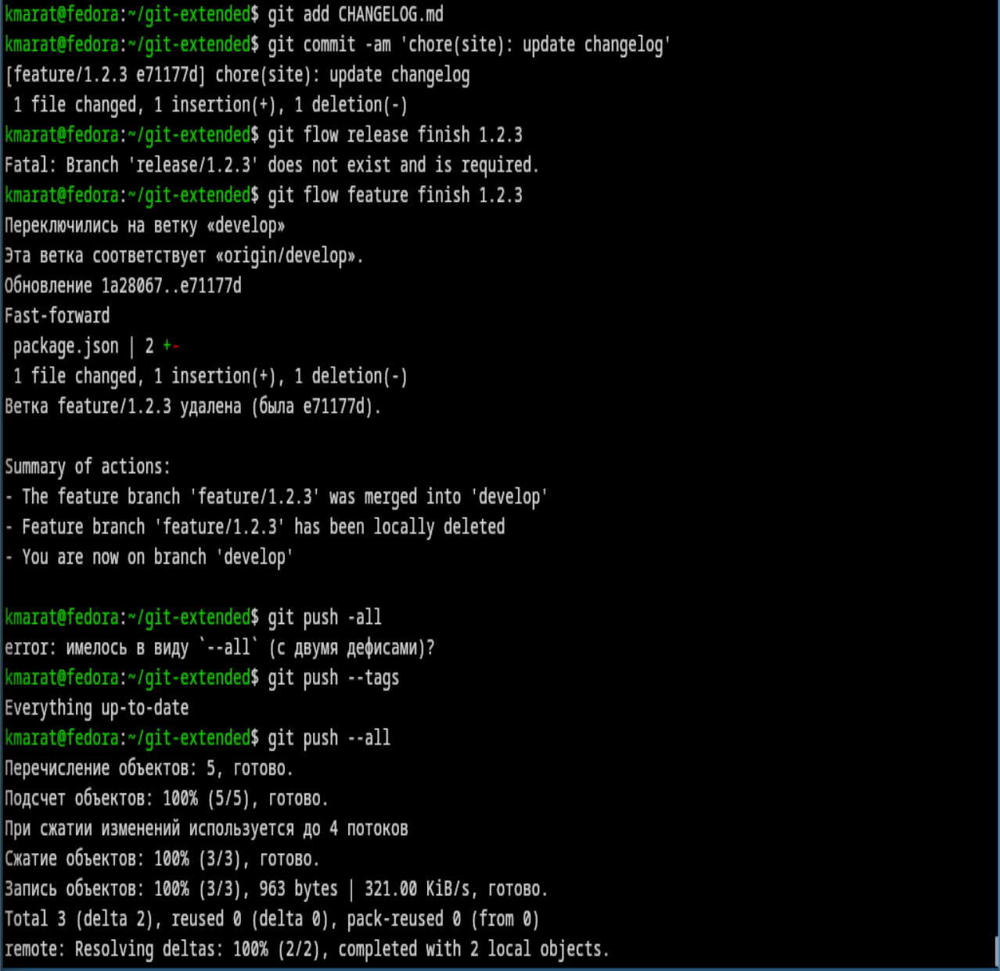 kmarat@fedora:~/git-extended$ git add CHANGELOG.md
kmarat@fedora:~/git-extended$ git commit -am 'chore(site): update changelog'
[feature/1.2.3 e71177d] chore(site): update changelog
 1 file changed, 1 insertion(+), 1 deletion(-)
kmarat@fedora:~/git-extended$ git flow release finish 1.2.3
Fatal: Branch 'release/1.2.3' does not exist and is required.
kmarat@fedora:~/git-extended$ git flow feature finish 1.2.3
Переключились на ветку «develop»
Эта ветка соответствует «origin/develop».
Обновление 1a28067..e71177d
Fast-forward
 package.json | 2 +-
 1 file changed, 1 insertion(+), 1 deletion(-)
Ветка feature/1.2.3 удалена (была e71177d).

Summary of actions:
- The feature branch 'feature/1.2.3' was merged into 'develop'
- Feature branch 'feature/1.2.3' has been locally deleted
- You are now on branch 'develop'

kmarat@fedora:~/git-extended$ git push -all
error: имелось в виду `--all` (с двумя дефисами)?
kmarat@fedora:~/git-extended$ git push --tags
Everything up-to-date
kmarat@fedora:~/git-extended$ git push --all
Перечисление объектов: 5, готово.
Подсчет объектов: 100% (5/5), готово.
При сжатии изменений используется до 4 потоков
Сжатие объектов: 100% (3/3), готово.
Запись объектов: 100% (3/3), 963 bytes | 321.00 KiB/s, готово.
Total 3 (delta 2), reused 0 (delta 0), pack-reused 0 (from 0)
remote: Resolving deltas: 100% (2/2), completed with 2 local objects.